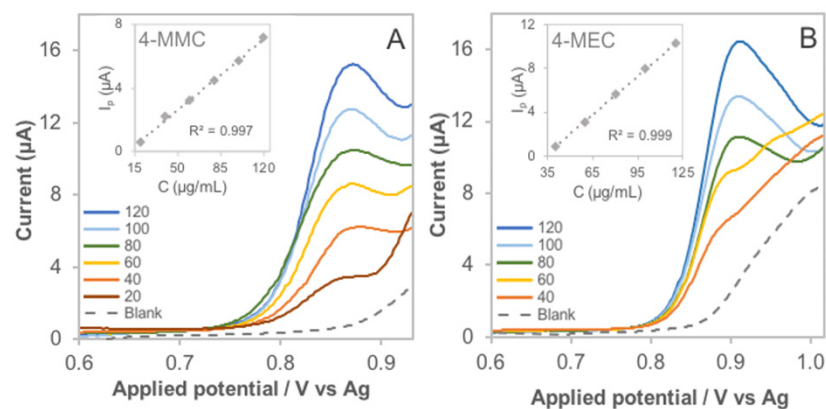 A
16
12
8
4
0
Current (µA)
0.6
0.7
0.8
0.9
Applied potential / V vs Ag
4-MMC
8
4
0
Ip (µA)
R² = 0.997
15
50
85
120
C (µg/mL)
120
100
80
60
40
20
Blank
B
16
12
8
4
0
Current (µA)
0.6
0.7
0.8
0.9
1.0
Applied potential / V vs Ag
4-MEC
12
8
4
0
Ip (µA)
R² = 0.999
35
65
95
125
C (µg/mL)
120
100
80
60
40
Blank